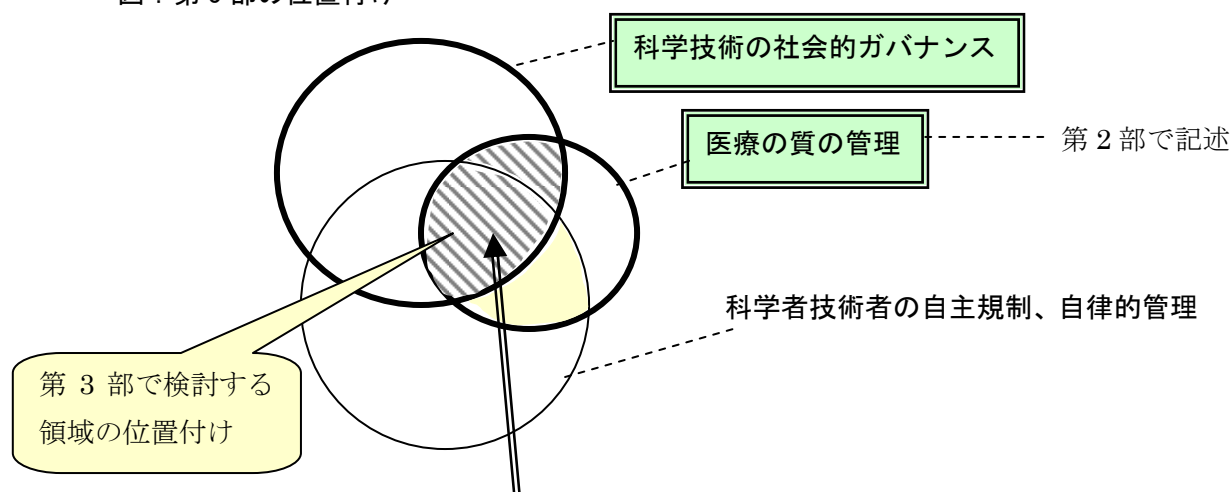 科学技術の社会的ガバナンス
医療の質の管理
第2部で記述
科学者技術者の自主規制、自律的管理
第 3 部で検討する
領域の位置付け